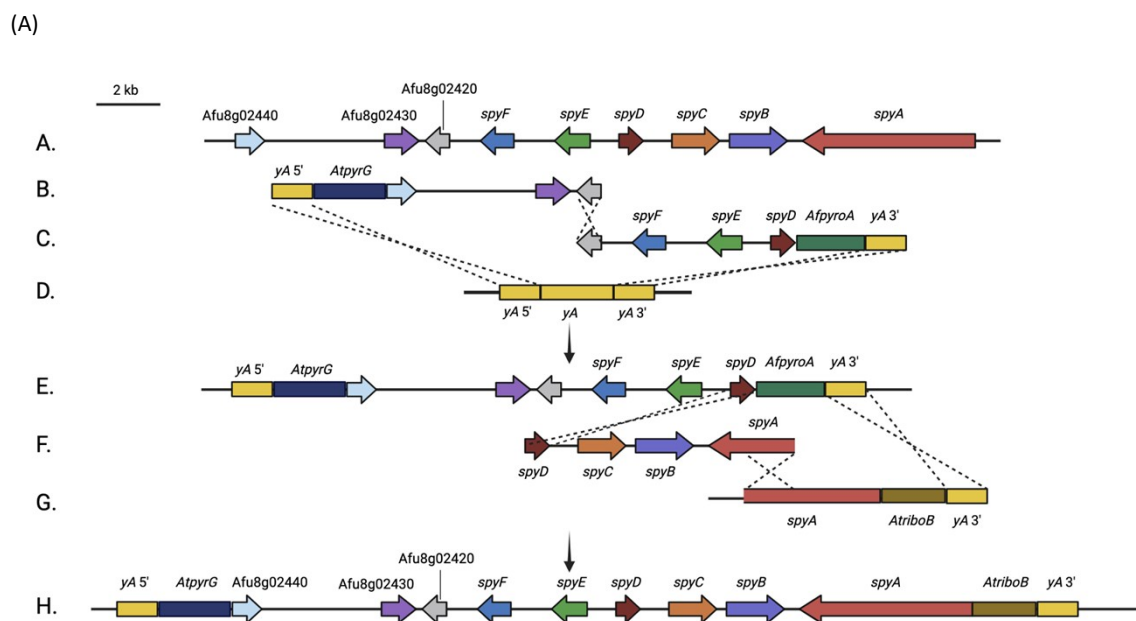 (A)
2 kb
Afu8g02420
Afu8g02440 Afu8g02430 spyF spyE spyD spyC spyB spyA
A.
yA 5' AtpyrG
B.
spyF spyE spyD AfpyroA yA 3'
C.
D.
yA 5' yA yA 3'
yA 5' AtpyrG spyF spyE spyD AfpyroA yA 3'
E.
spyA
F.
spyD spyC spyB
G.
spyA AtriboB yA 3'
Afu8g02420
yA 5' AtpyrG Afu8g02440 Afu8g02430 spyF spyE spyD spyC spyB spyA AtriboB yA 3'
H.